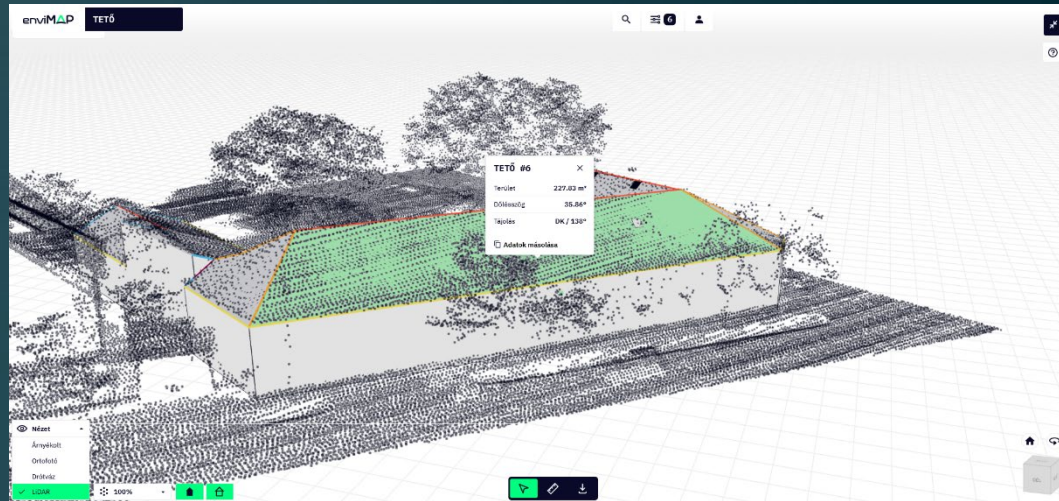 enviMAP
TETŐ
6
TETŐ #6
Terület 227.83 m²
Dőlésszög 35.86°
Tájolás DK / 138°
Adatok másolása
Nézet
Árnyékolt
Ortofotó
Drótváz
LiDAR
100%